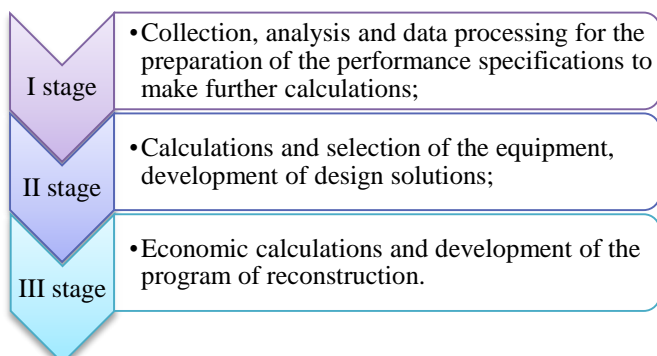 I stage
•Collection, analysis and data processing for the
preparation of the performance specifications to
make further calculations;
II stage
•Calculations and selection of the equipment,
development of design solutions;
III stage
•Economic calculations and development of the
program of reconstruction.